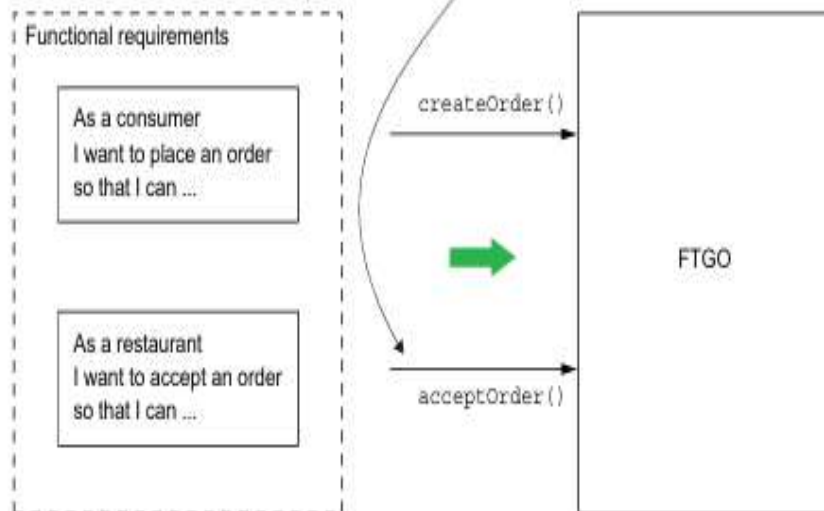 Functional requirements
As a consumer
I want to place an order
so that I can ...
createOrder()
FTGO
As a restaurant
I want to accept an order
so that I can ...
acceptOrder()